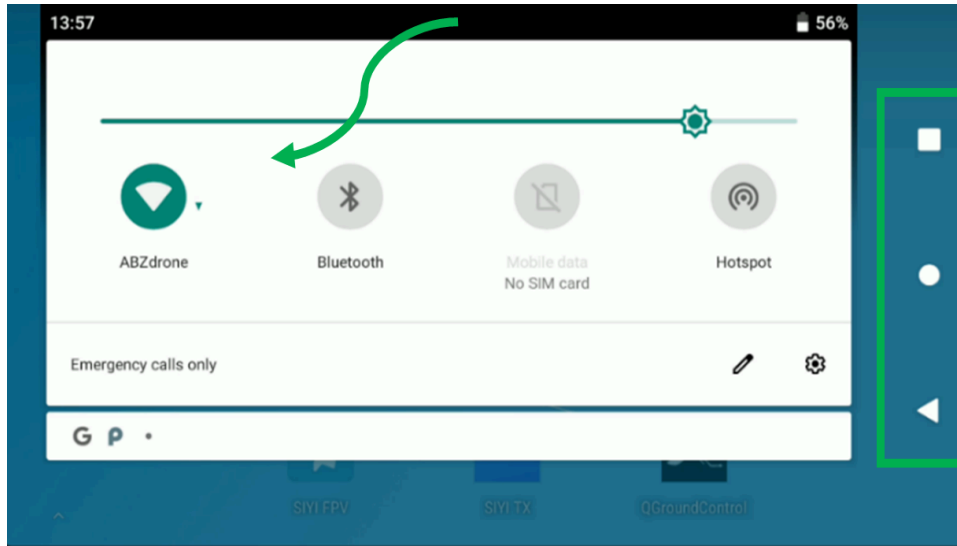 13:57 56%
ABZdrone Bluetooth Mobile data Hotspot
No SIM card
Emergency calls only
G P
SIYI FPV SIYI TX QGroundControl